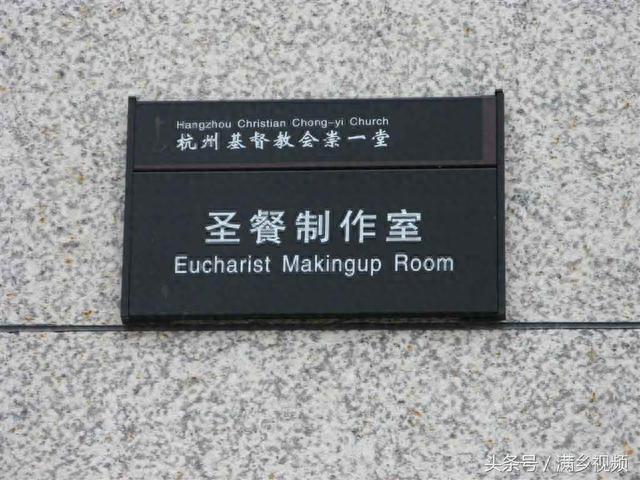 Hangzhou Christian Chong-yi Church
杭州基督教会崇一堂
圣餐制作室
Eucharist Makingup Room
头条号/满乡视频